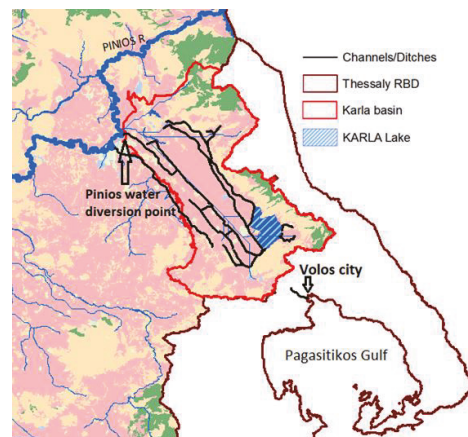 PINIOS R.
Channels/Ditches
Thessaly RBD
Karla basin
KARLA Lake
Pinios water
diversion point
Volos city
Pagasitikos Gulf